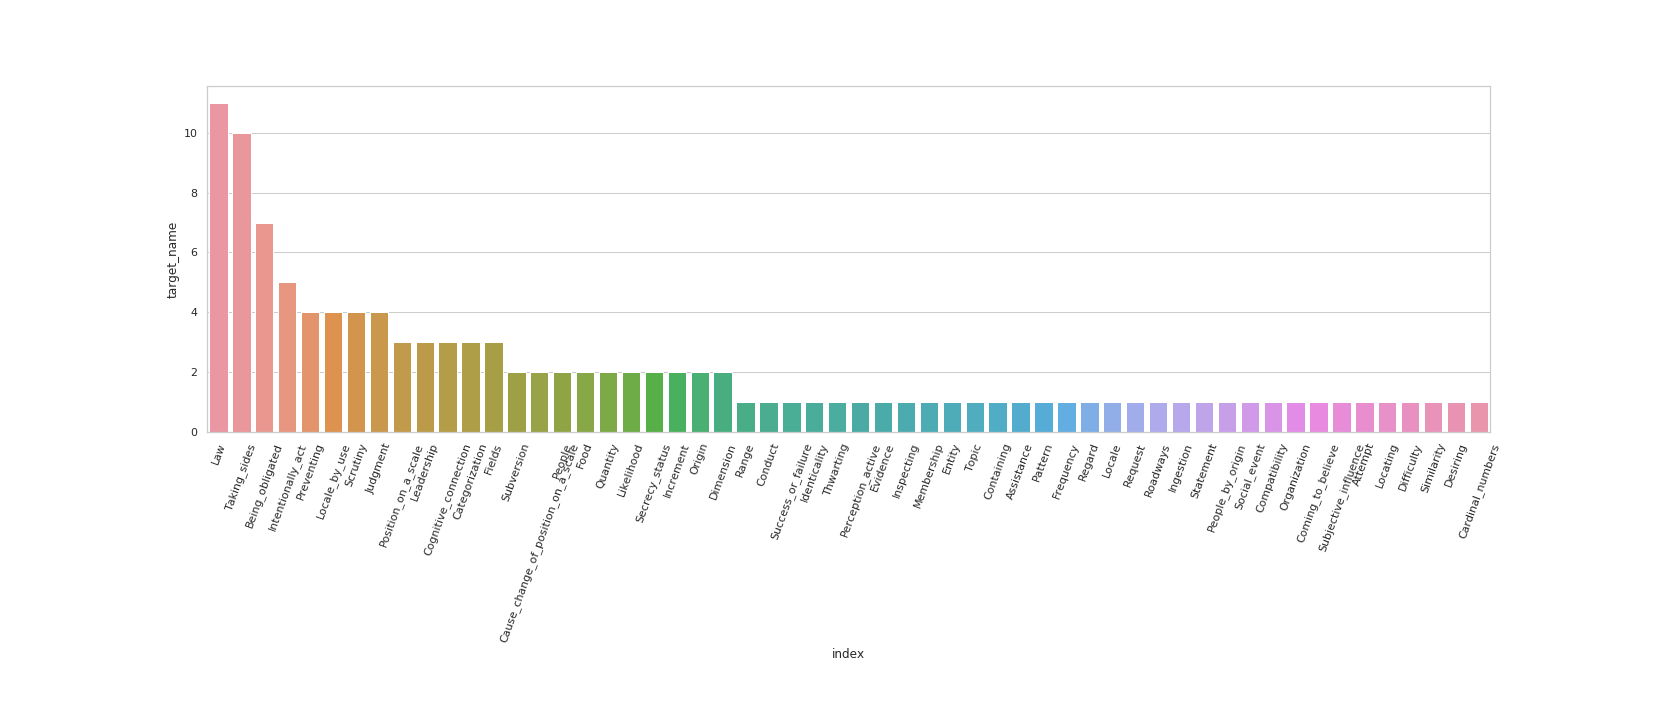 target_name
10
8
6
4
2
0
Law
Taking_sides
Being_obligated
Intentionally_act
Preventing
Locale_by_use
Scrutiny
Judgment
Position_on_a_scale
Leadership
Cognitive_connection
Categorization
Fields
Subversion
Cause_change_of_position_on_a_scale
People
Food
Quantity
Likelihood
Secrecy_status
Increment
Origin
Dimension
Range
Conduct
Success_or_failure
Identicality
Thwarting
Perception_active
Evidence
Inspecting
Membership
Entity
Topic
Containing
Assistance
Pattern
Frequency
Regard
Locale
Request
Roadways
Ingestion
Statement
People_by_origin
Social_event
Compatibility
Organization
Coming_to_believe
Subjective_influence
Attempt
Locating
Difficulty
Similarity
Desiring
Cardinal_numbers
index